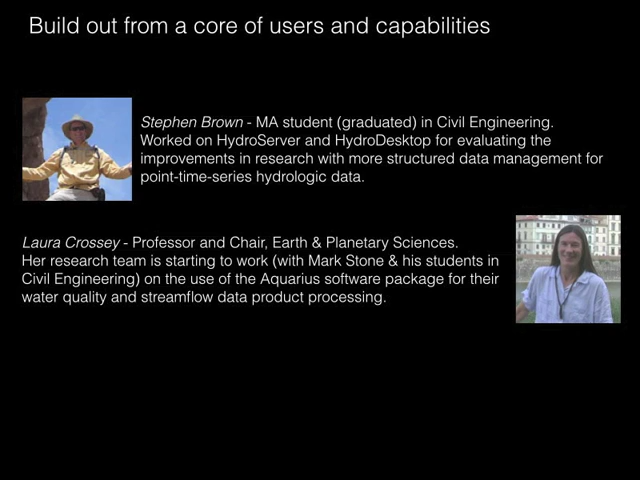 Build out from a core of users and capabilities
Stephen Brown - MA student (graduated) in Civil Engineering.
Worked on HydroServer and HydroDesktop for evaluating the
improvements in research with more structured data management for
point-time-series hydrologic data.
Laura Crossey - Professor and Chair, Earth & Planetary Sciences.
Her research team is starting to work (with Mark Stone & his students in
Civil Engineering) on the use of the Aquarius software package for their
water quality and streamflow data product processing.